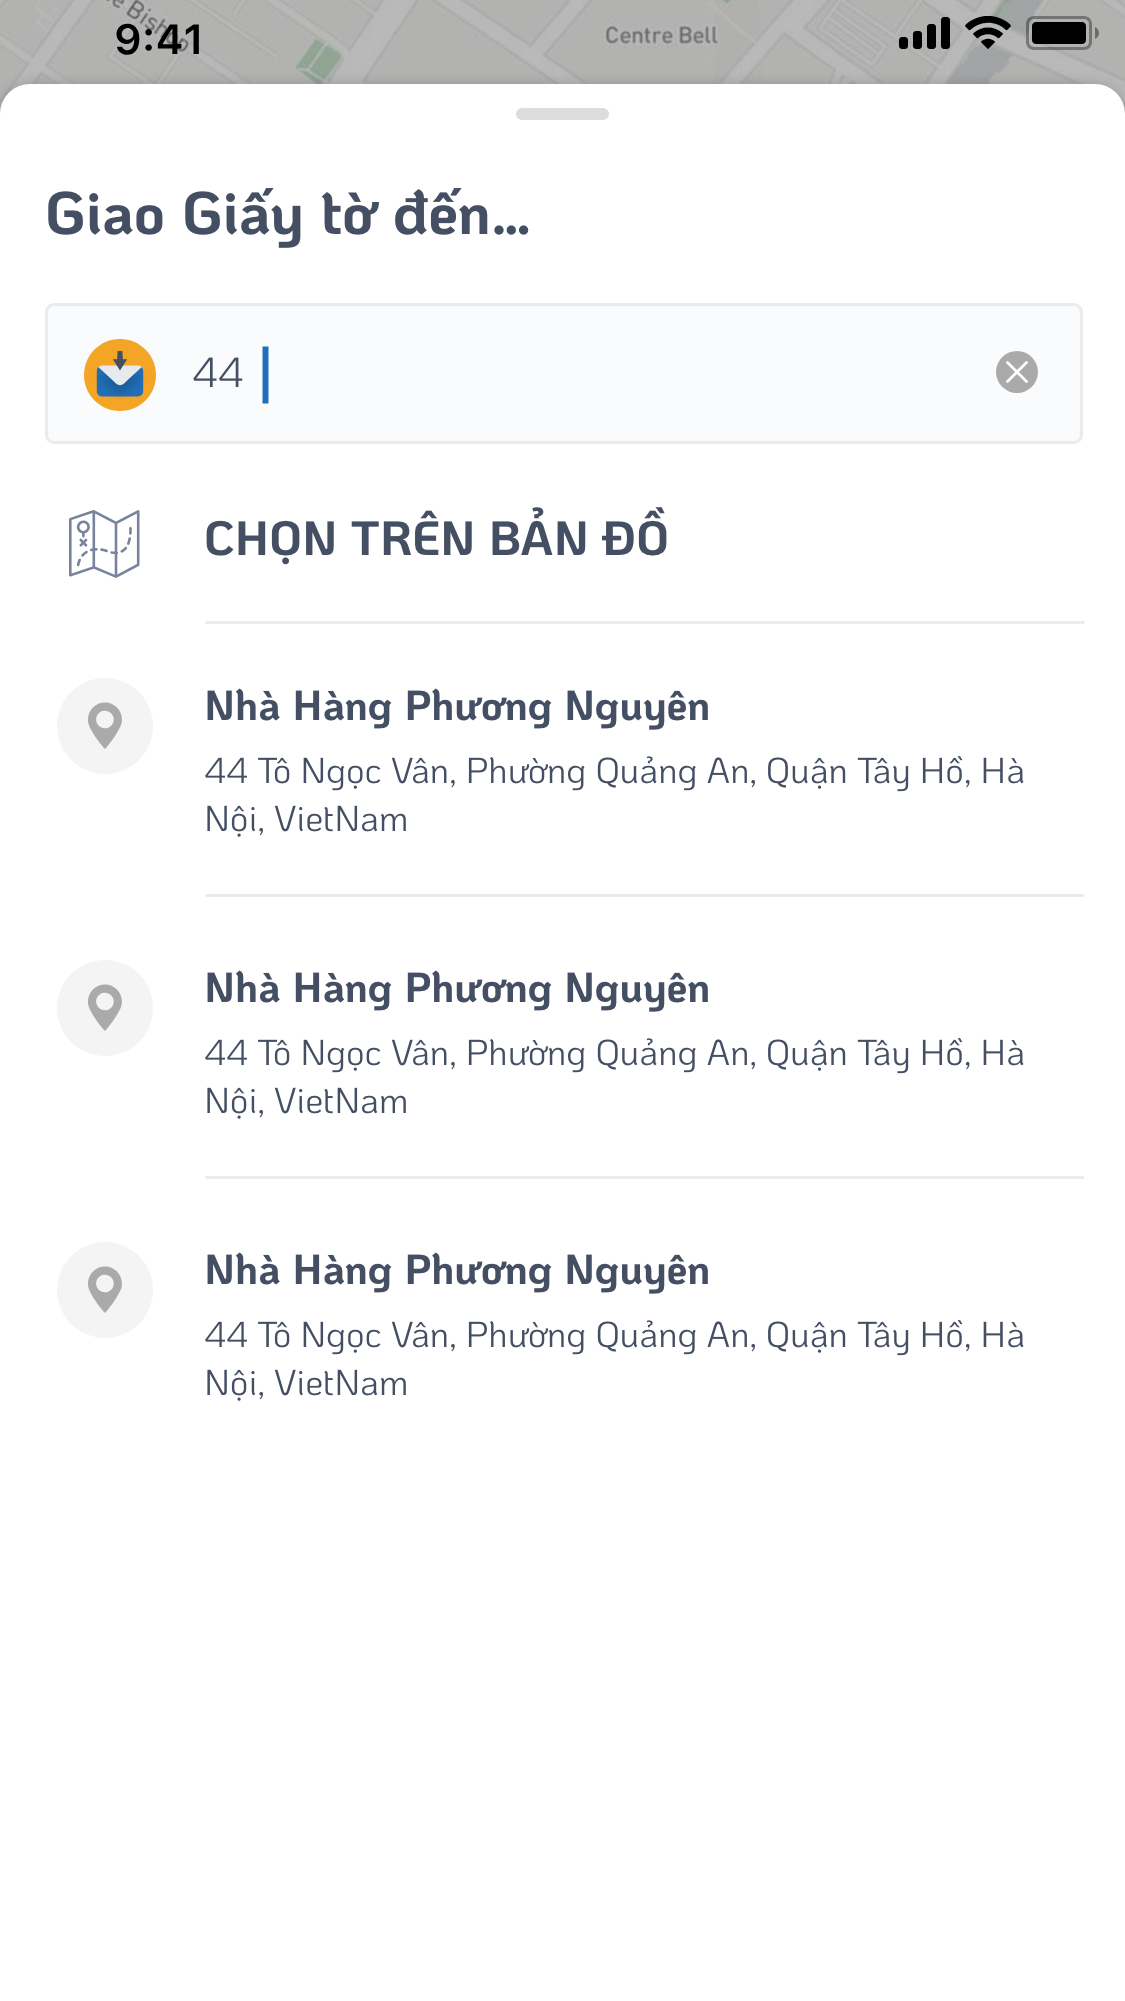 Bishop
9:41
Centre Bell
Giao Giấy tờ đến...
44
CHỌN TRÊN BẢN ĐỒ
Nhà Hàng Phương Nguyên
44 Tô Ngọc Vân, Phường Quảng An, Quận Tây Hồ, Hà
Nội, VietNam
Nhà Hàng Phương Nguyên
44 Tô Ngọc Vân, Phường Quảng An, Quận Tây Hồ, Hà
Nội, VietNam
Nhà Hàng Phương Nguyên
44 Tô Ngọc Vân, Phường Quảng An, Quận Tây Hồ, Hà
Nội, VietNam